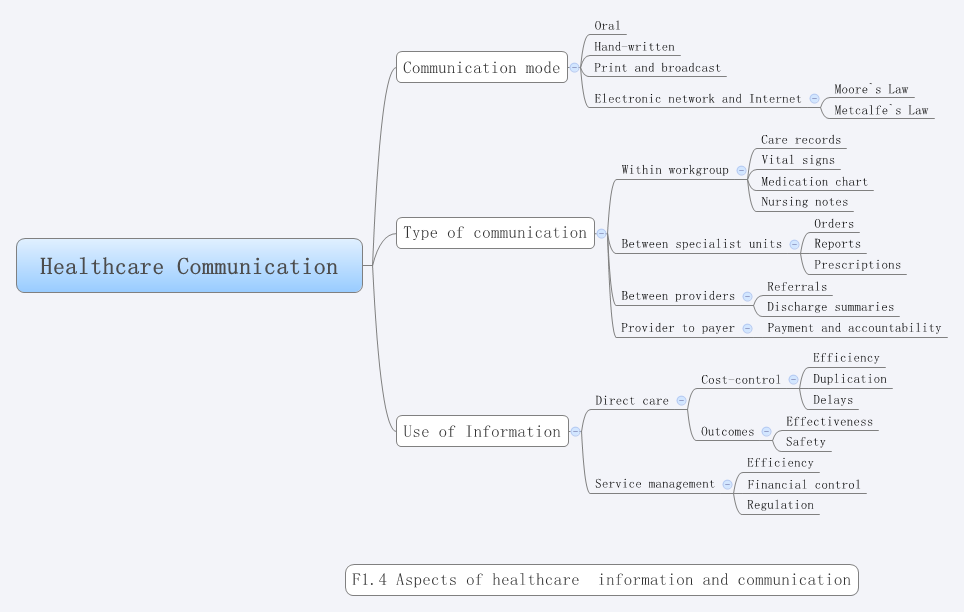 Healthcare Communication
Communication mode
Oral
Hand-written
Print and broadcast
Electronic network and Internet
Moore`s Law
Metcalfe`s Law
Type of communication
Within workgroup
Care records
Vital signs
Medication chart
Nursing notes
Between specialist units
Orders
Reports
Prescriptions
Between providers
Referrals
Discharge summaries
Provider to payer
Payment and accountability
Use of Information
Direct care
Cost-control
Efficiency
Duplication
Delays
Outcomes
Effectiveness
Safety
Service management
Efficiency
Financial control
Regulation
F1.4 Aspects of healthcare  information and communication